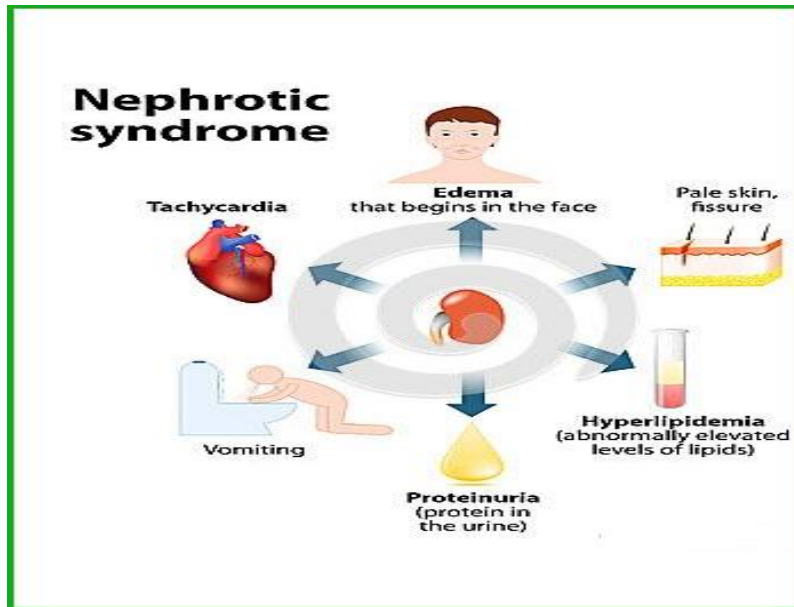 Nephrotic
syndrome
Edema
that begins in the face
Tachycardia
Pale skin,
fissure
Vomiting
Hyperlipidemia
(abnormally elevated
levels of lipids)
Proteinuria
(protein in
the urine)